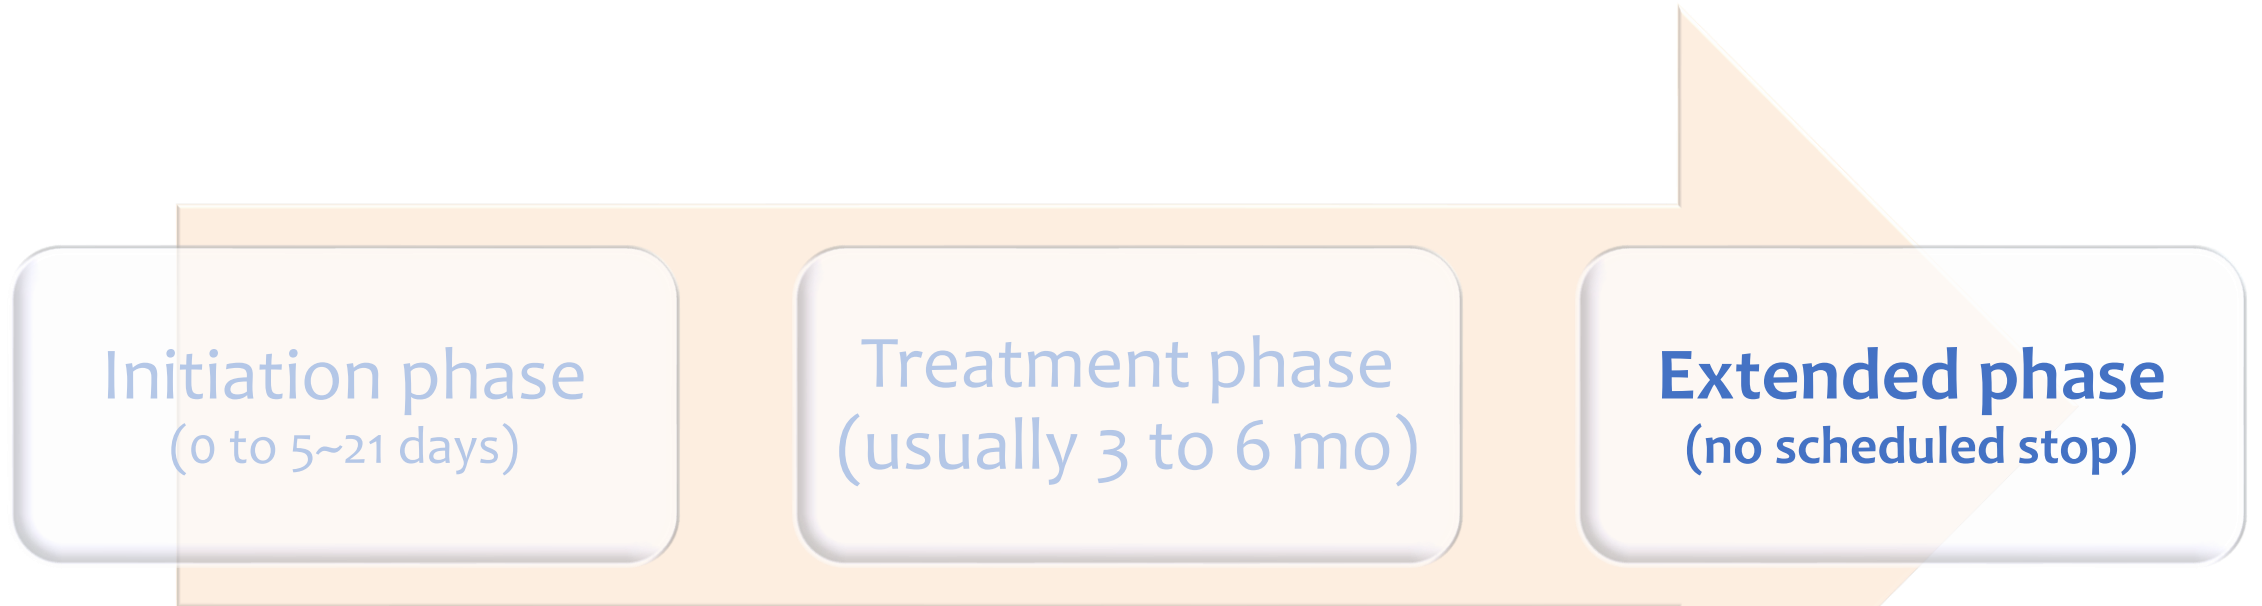 Initiation phase
(0 to 5~21 days)
Treatment phase
(usually 3 to 6 mo)
Extended phase
(no scheduled stop)